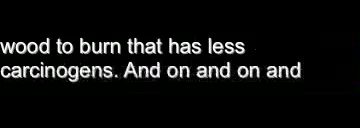 wood to burn that has less
carcinogens. And on and on and